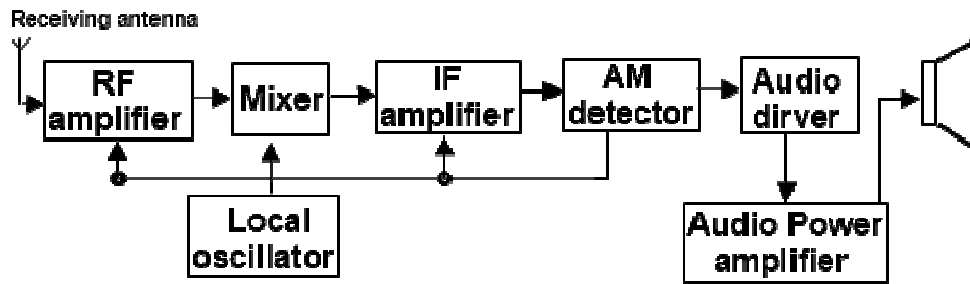 Receiving antenna
RF
amplifier
Mixer
IF
amplifier
AM
detector
Audio
dirver
Local
oscillator
Audio Power
amplifier